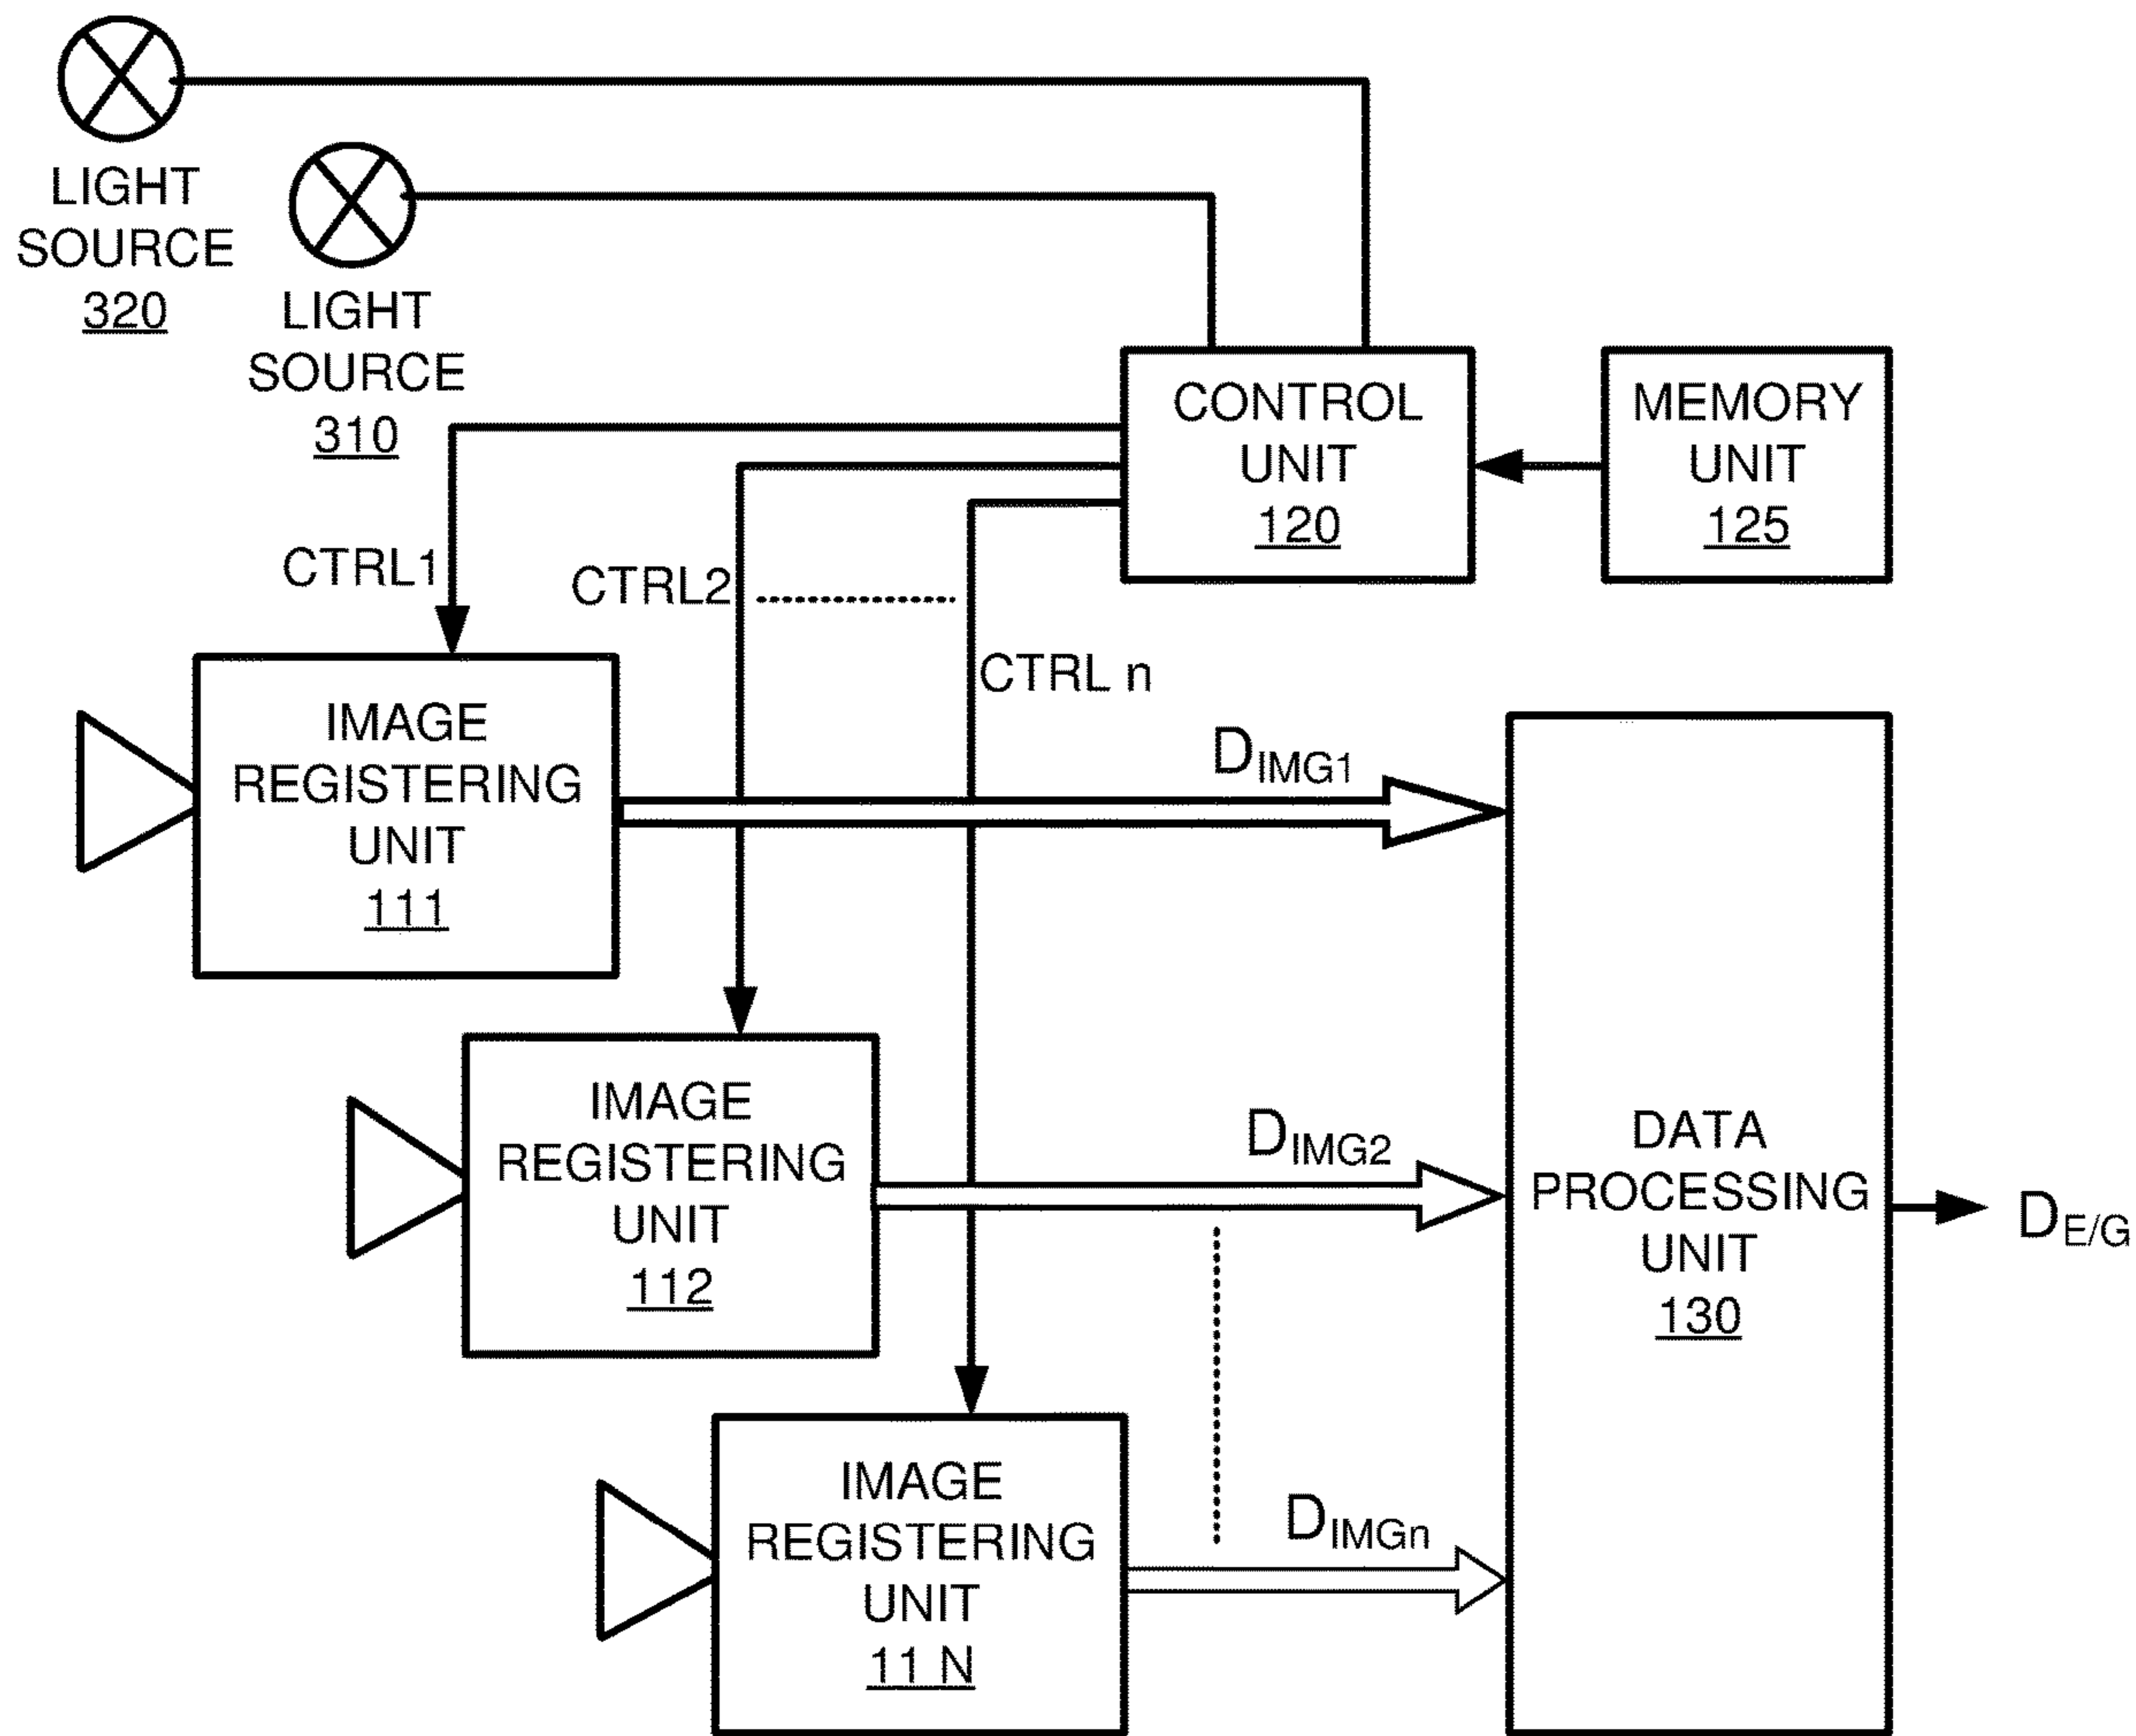 LIGHT
SOURCE
320
LIGHT
SOURCE
310
CONTROL
UNIT
120
MEMORY
UNIT
125
CTRL1
CTRL2
CTRL n
IMAGE
REGISTERING
UNIT
111
DIMG1
IMAGE
REGISTERING
UNIT
112
DIMG2
DATA
PROCESSING
UNIT
130
DE/G
IMAGE
REGISTERING
UNIT
11 N
DIMGn